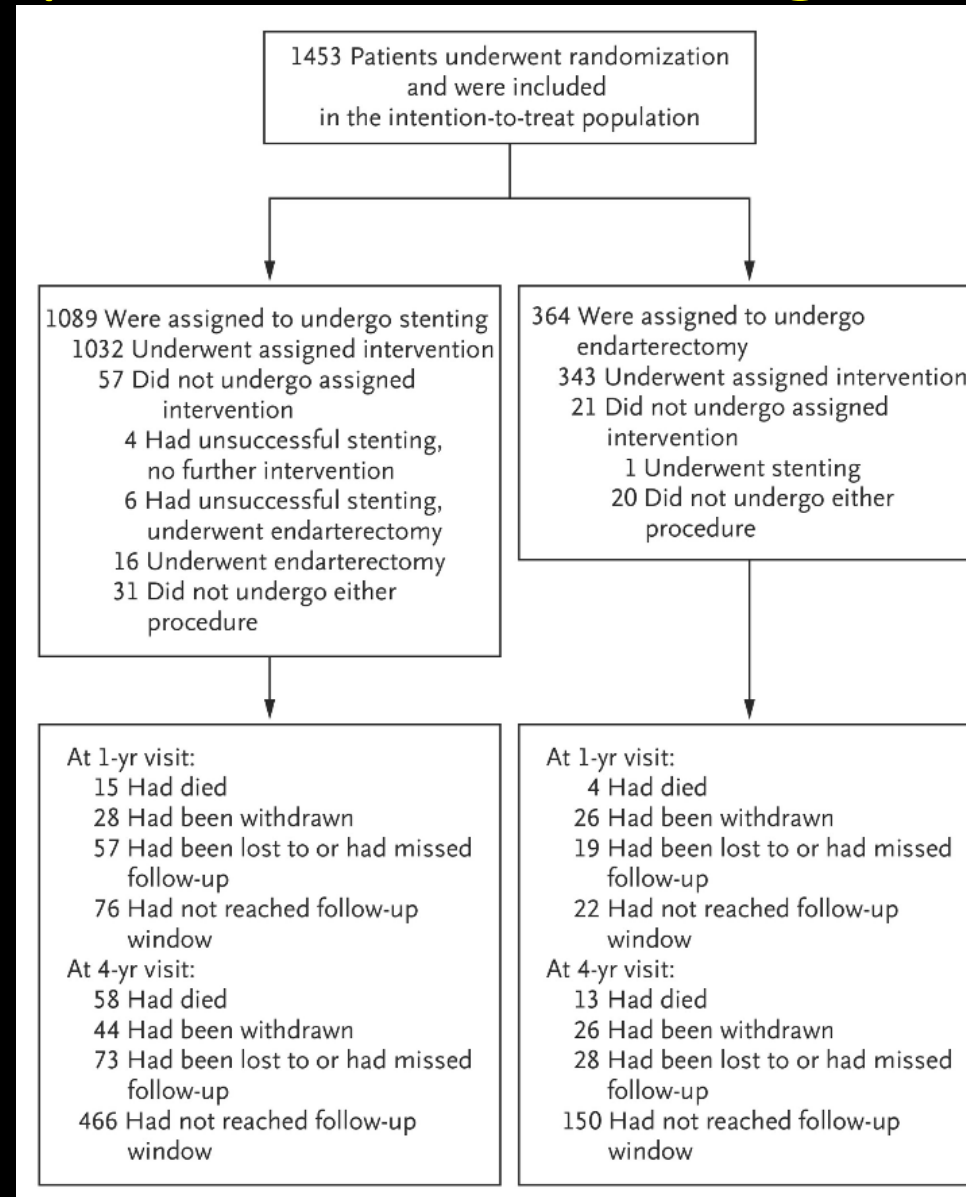 1453 Patients underwent randomization
and were included
in the intention-to-treat population
1089 Were assigned to undergo stenting
1032 Underwent assigned intervention
57 Did not undergo assigned
intervention
4 Had unsuccessful stenting,
no further intervention
6 Had unsuccessful stenting,
underwent endarterectomy
16 Underwent endarterectomy
31 Did not undergo either
procedure
364 Were assigned to undergo
endarterectomy
343 Underwent assigned intervention
21 Did not undergo assigned
intervention
1 Underwent stenting
20 Did not undergo either
procedure
At 1-yr visit:
15 Had died
28 Had been withdrawn
57 Had been lost to or had missed
follow-up
76 Had not reached follow-up
window
At 4-yr visit:
58 Had died
44 Had been withdrawn
73 Had been lost to or had missed
follow-up
466 Had not reached follow-up
window
At 1-yr visit:
4 Had died
26 Had been withdrawn
19 Had been lost to or had missed
follow-up
22 Had not reached follow-up
window
At 4-yr visit:
13 Had died
26 Had been withdrawn
28 Had been lost to or had missed
follow-up
150 Had not reached follow-up
window